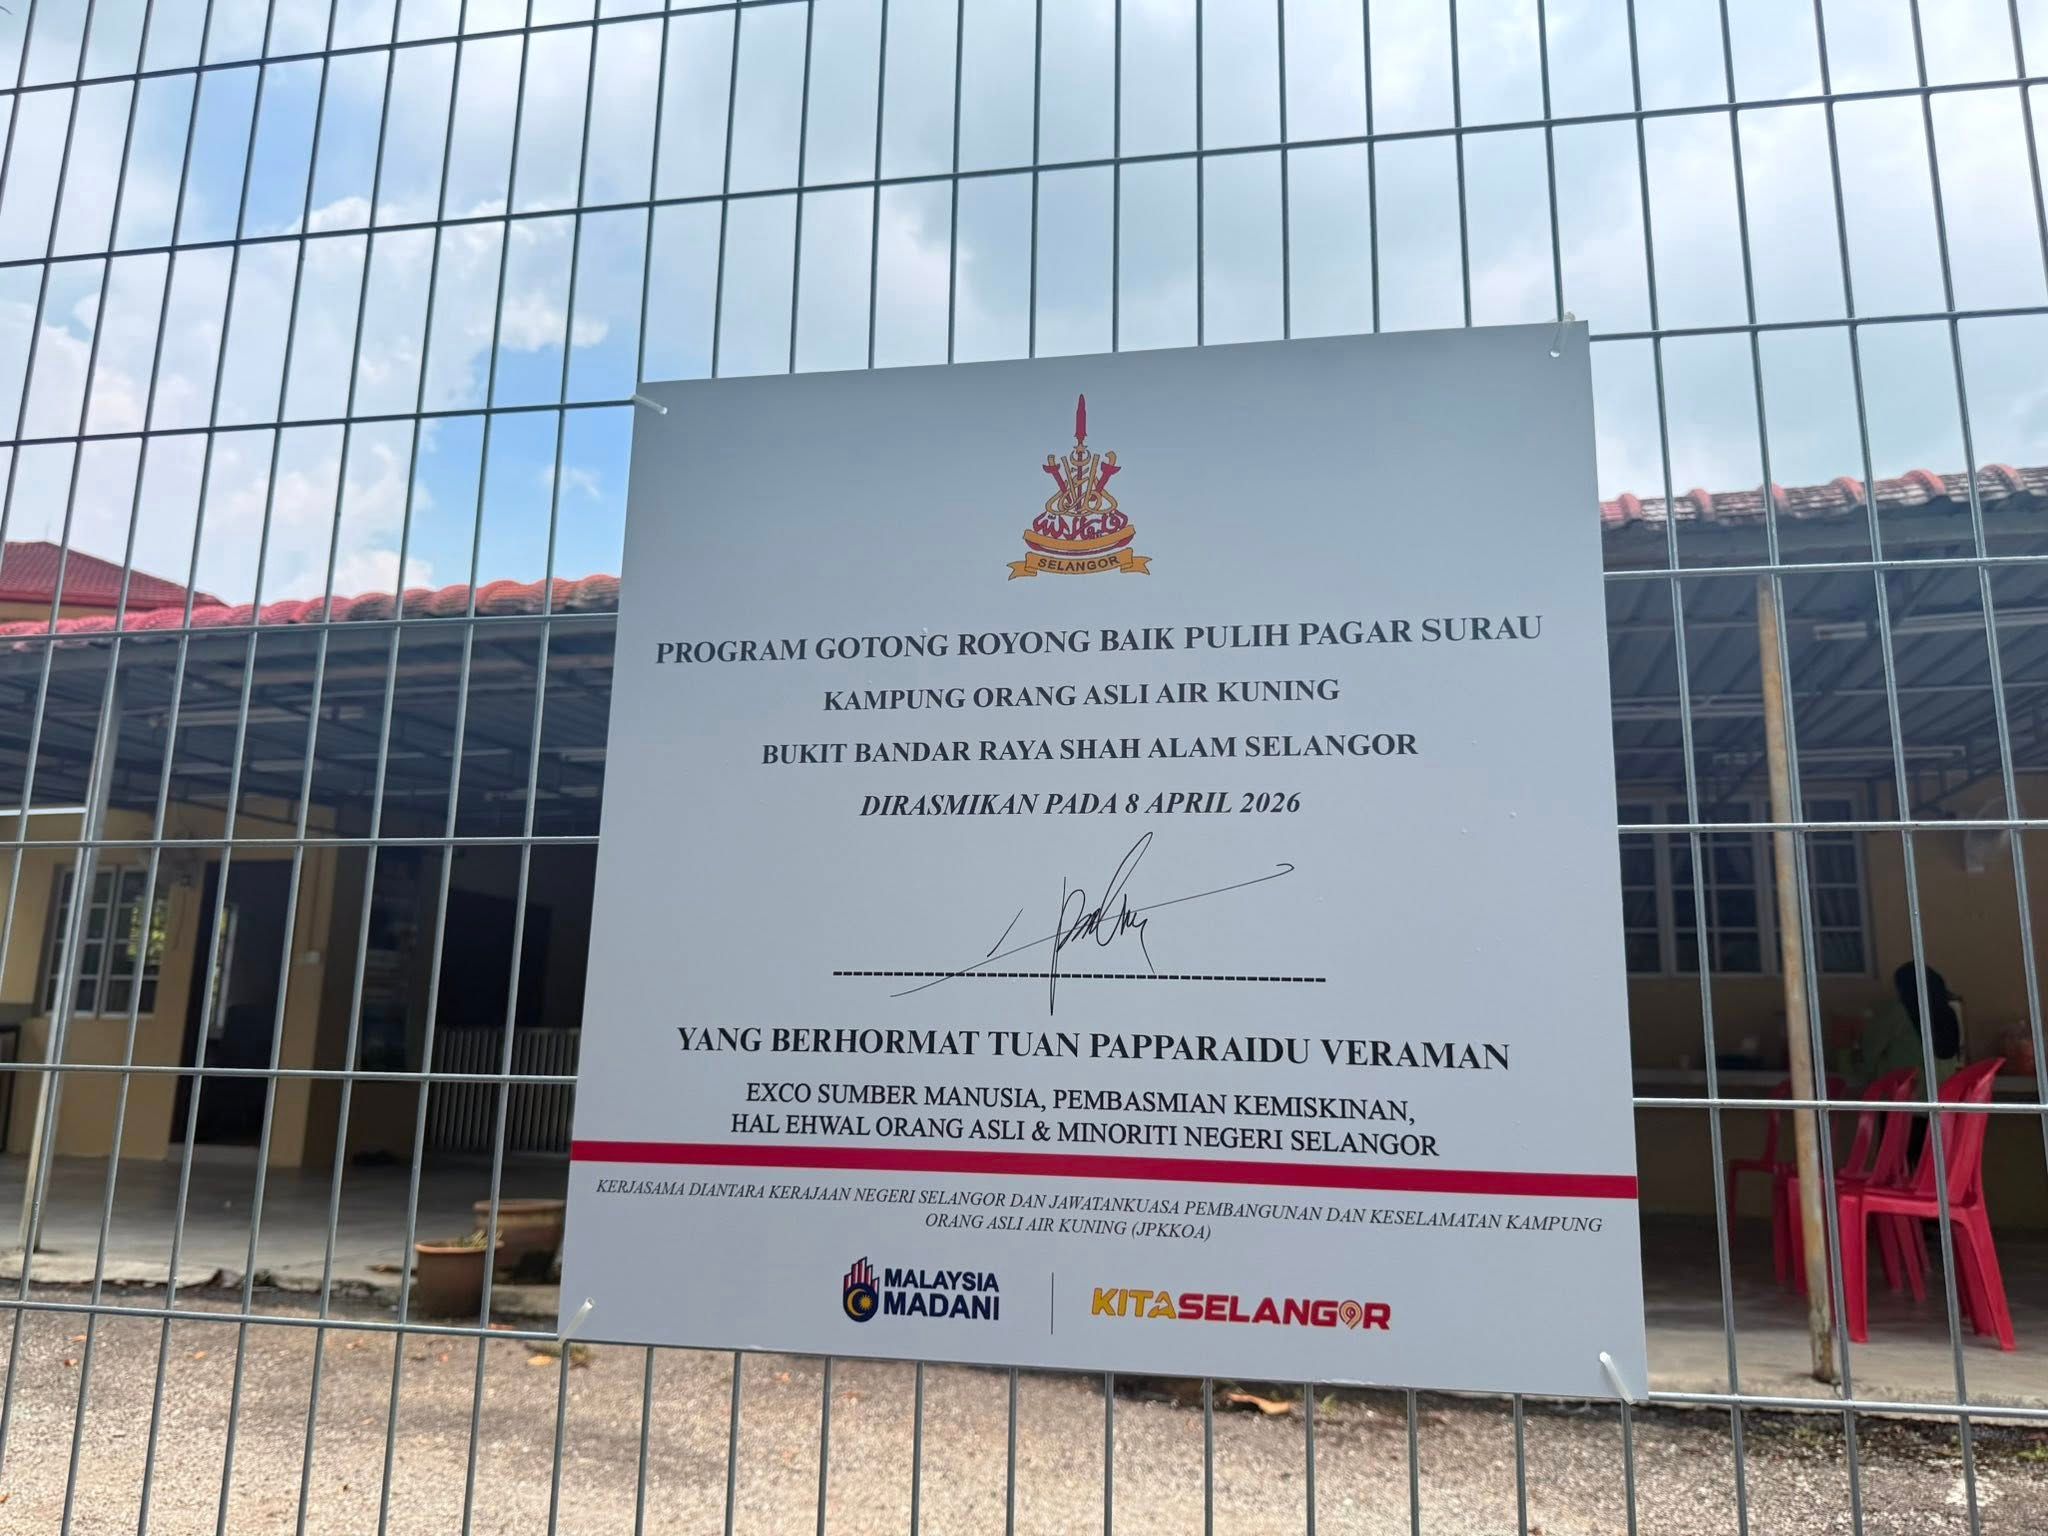 SELANGOR
PROGRAM GOTONG ROYONG BAIK PULIH PAGAR SURAU
KAMPUNG ORANG ASLI AIR KUNING
BUKIT BANDAR RAYA SHAH ALAM SELANGOR
DIRASMIKAN PADA 8 APRIL 2026
YANG BERHORMAT TUAN PAPPARAIDU VERAMAN
EXCO SUMBER MANUSIA, PEMBASMIAN KEMISKINAN,
HAL EHWAL ORANG ASLI & MINORITI NEGERI SELANGOR
KERJASAMA DIANTARA KERAJAAN NEGERI SELANGOR DAN JAWATANKUASA PEMBANGUNAN DAN KESELAMATAN KAMPUNG
ORANG ASLI AIR KUNING (JPKKOA)
MALAYSIA
MADANI
KITASELANGOR